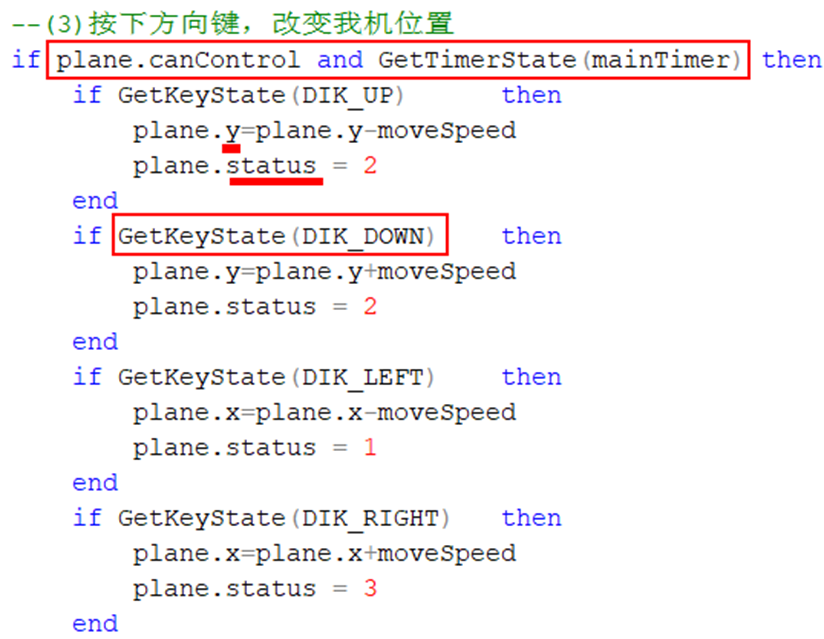 --(3)按下方向键，改变我机位置
if plane.canControl and GetTimerState(mainTimer) then
    if GetKeyState(DIK_UP)      then
        plane.y=plane.y-moveSpeed
        plane.status = 2
    end
    if GetKeyState(DIK_DOWN)    then
        plane.y=plane.y+moveSpeed
        plane.status = 2
    end
    if GetKeyState(DIK_LEFT)    then
        plane.x=plane.x-moveSpeed
        plane.status = 1
    end
    if GetKeyState(DIK_RIGHT)   then
        plane.x=plane.x+moveSpeed
        plane.status = 3
    end